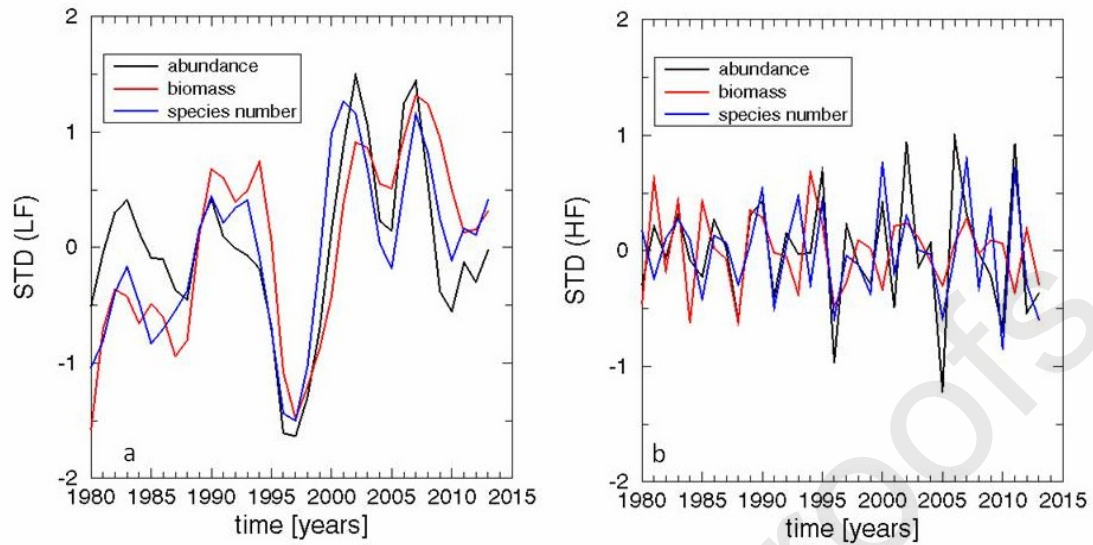 2
1
0
-1
-2
STD (LF)
abundance
biomass
species number
a
1980 1985 1990 1995 2000 2005 2010 2015
time [years]
2
1
0
-1
-2
STD (HF)
abundance
biomass
species number
b
1980 1985 1990 1995 2000 2005 2010 2015
time [years]
roofs